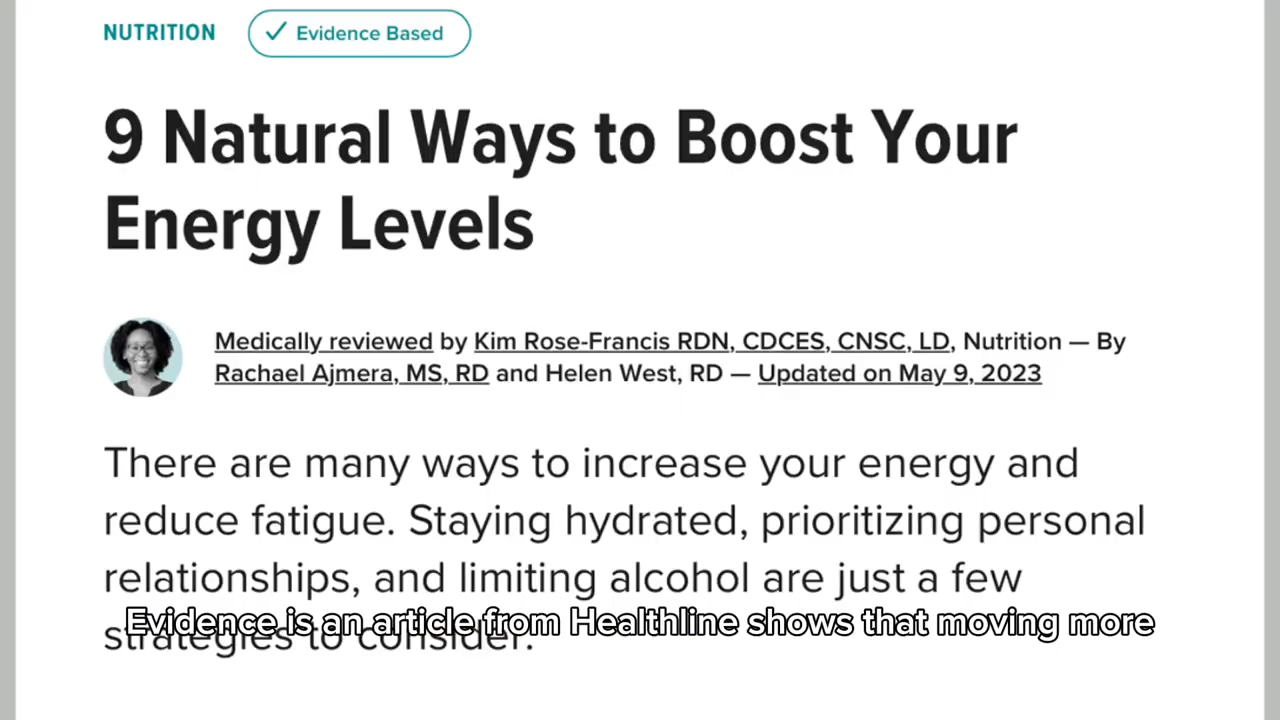 NUTRITION
Evidence Based
9 Natural Ways to Boost Your
Energy Levels
Medically reviewed by Kim Rose-Francis RDN, CDCES, CNSC, LD, Nutrition — By
Rachael Ajmera, MS, RD and Helen West, RD — Updated on May 9, 2023
There are many ways to increase your energy and
reduce fatigue. Staying hydrated, prioritizing personal
relationships, and limiting alcohol are just a few
strategies to consider.
Evidence is an article from Healthline shows that moving more